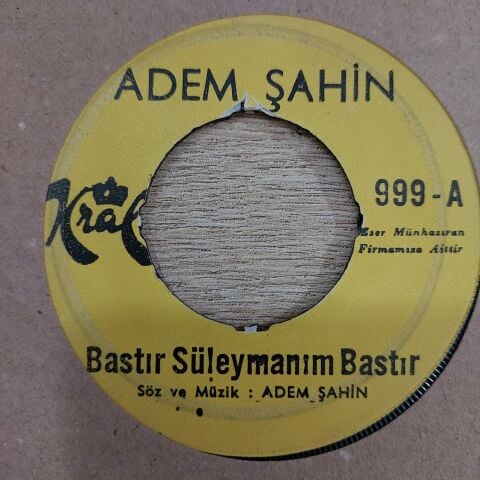 ADEM ŞAHİN
Kral
999-A
Eser Münhasıran
Firmamıza Aittir
Bastır Süleymanım Bastır
Söz ve Müzik : ADEM ŞAHİN